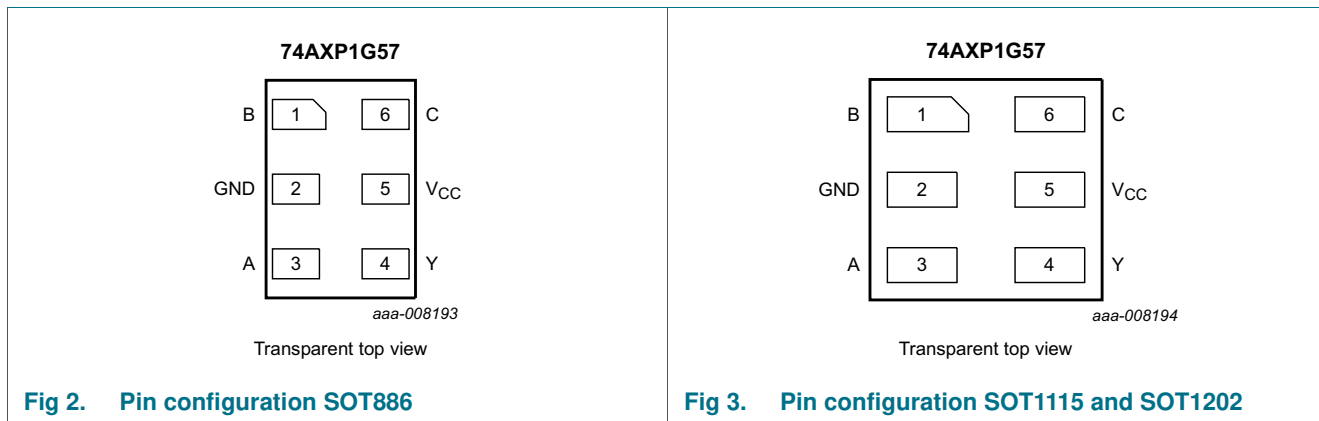 74AXP1G57
B 1 6 C
GND 2 5 VCC
A 3 4 Y
aaa-008193
Transparent top view
Fig 2. Pin configuration SOT886
74AXP1G57
B 1 6 C
GND 2 5 VCC
A 3 4 Y
aaa-008194
Transparent top view
Fig 3. Pin configuration SOT1115 and SOT1202